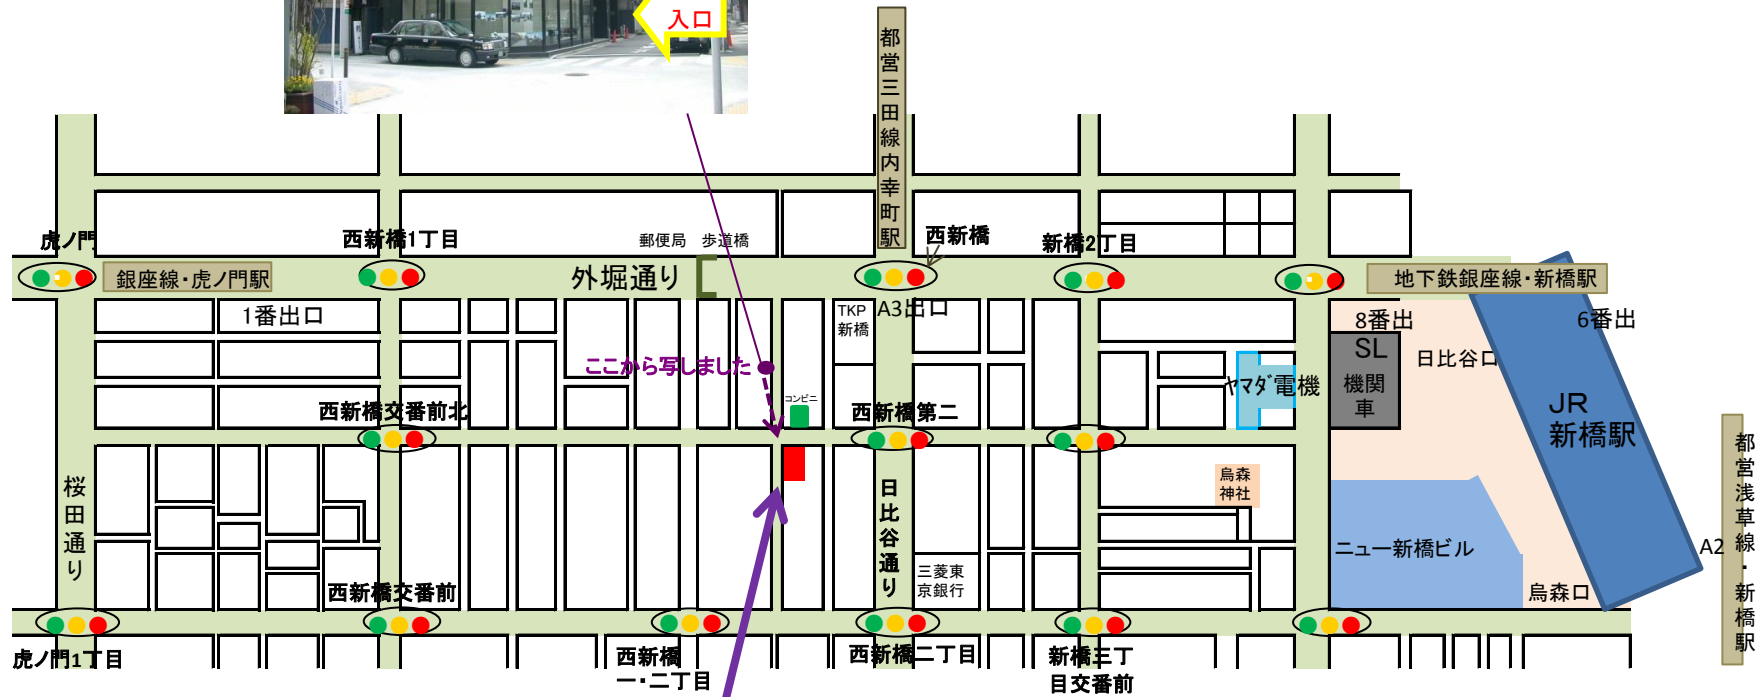 入口
都営三田線内幸町駅
虎ノ門
西新橋1丁目
郵便局　歩道橋
西新橋
新橋2丁目
銀座線・虎ノ門駅
外堀通り
地下鉄銀座線・新橋駅
1番出口
TKP
新橋
A3出口
8番出
6番出
SL
機関
車
日比谷口
ここから写しました
ヤマダ電機
JR
新橋駅
コンビニ
西新橋交番前北
西新橋第二
桜田通り
日比谷通り
烏森
神社
都営浅草線・新橋駅
A2
ニュー新橋ビル
三菱東
京銀行
烏森口
西新橋交番前
虎ノ門1丁目
西新橋
一・二丁目
西新橋二丁目
新橋三丁
目交番前